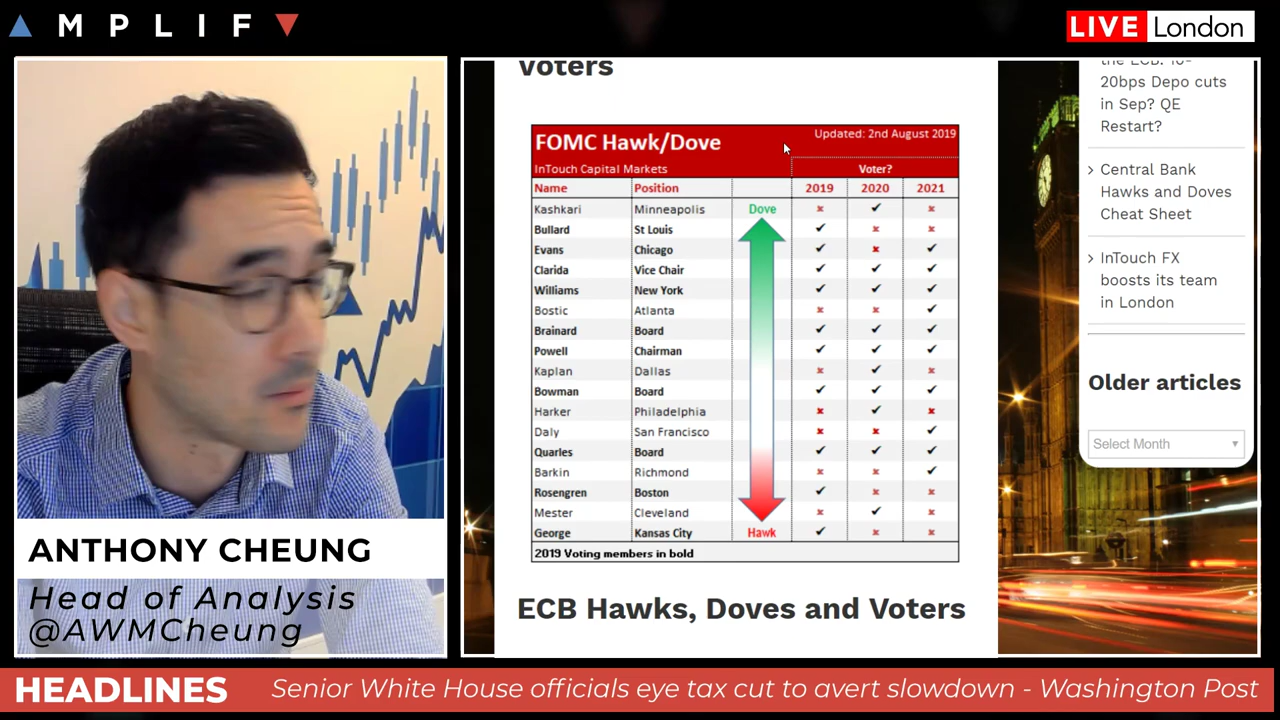 ▲ M P L I F ▼
LIVE London
voters
FOMC Hawk/Dove
Updated: 2nd August 2019
InTouch Capital Markets
Voter?
Name Position 2019 2020 2021
Kashkari Minneapolis Dove × ✓ ×
Bullard St Louis ✓ × ×
Evans Chicago ✓ × ✓
Clarida Vice Chair ✓ ✓ ✓
Williams New York ✓ ✓ ✓
Bostic Atlanta × × ✓
Brainard Board ✓ ✓ ✓
Powell Chairman ✓ ✓ ✓
Kaplan Dallas × ✓ ×
Bowman Board ✓ ✓ ✓
Harker Philadelphia × ✓ ×
Daly San Francisco × × ✓
Quarles Board ✓ ✓ ✓
Barkin Richmond × × ✓
Rosengren Boston ✓ × ×
Mester Cleveland × ✓ ×
George Kansas City Hawk ✓ × ×
2019 Voting members in bold
ECB Hawks, Doves and Voters
the ECB: 10-
20bps Depo cuts
in Sep? QE
Restart?
Central Bank
Hawks and Doves
Cheat Sheet
InTouch FX
boosts its team
in London
Older articles
Select Month
ANTHONY CHEUNG
Head of Analysis
@AWMCheung
HEADLINES
Senior White House officials eye tax cut to avert slowdown - Washington Post